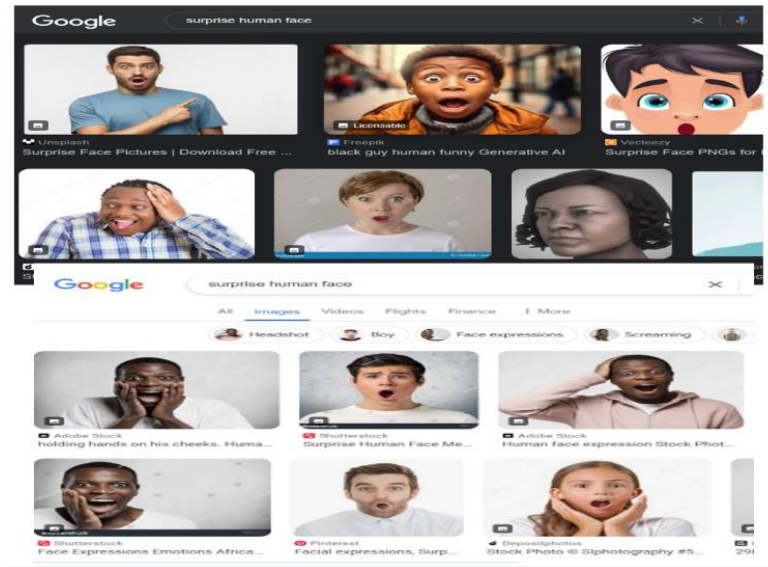 Google surprise human face
Licensable
Unsplash Freepik Vecteezy
Surprise Face Pictures | Download Free ... black guy human funny Generative AI Surprise Face PNGs for
Google surprise human face
All Images Videos Flights Finance More
Headshot Boy Face expressions Screaming
Adobe Stock Shutterstock Adobe Stock
holding hands on his cheeks. Huma... Surprise Human Face Me... Human face expression Stock Phot...
Shutterstock Pinterest Depositphotos
Face Expressions Emotions Africa... Facial expressions, Surp... Stock Photo © Slphotography #5...